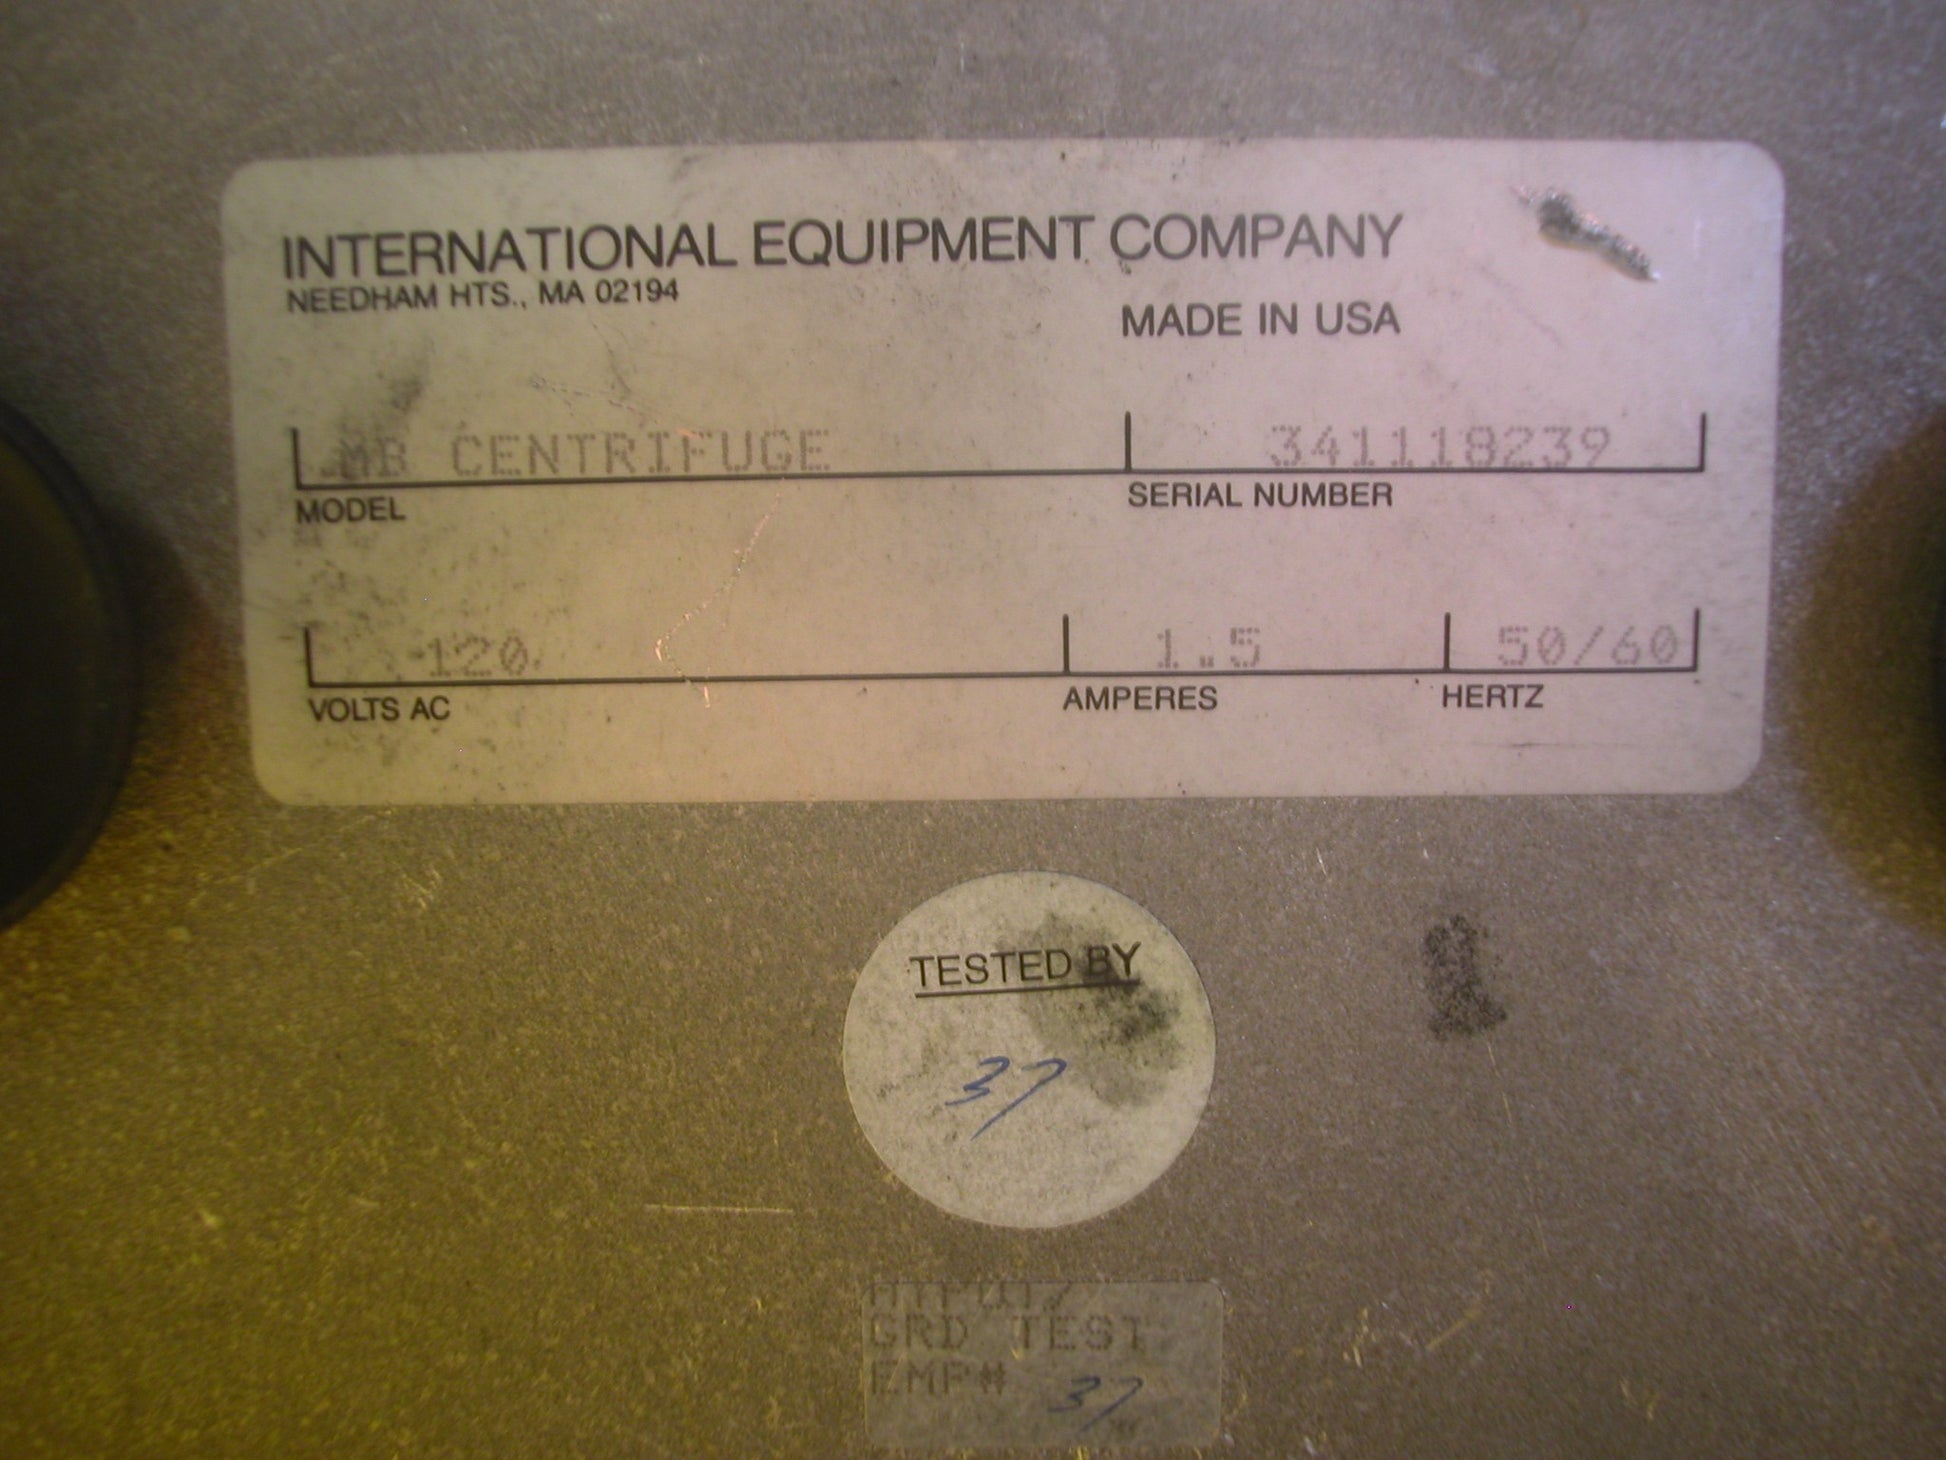 INTERNATIONAL EQUIPMENT COMPANY
NEEDHAM HTS., MA 02194
MADE IN USA
MB CENTRIFUGE 341118239
MODEL SERIAL NUMBER
120 1.5 50/60
VOLTS AC AMPERES HERTZ
TESTED BY
37
GRD TEST
EMP# 37